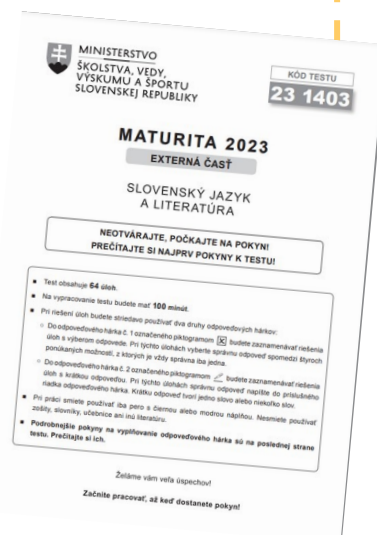 MINISTERSTVO
ŠKOLSTVA, VEDY,
VÝSKUMU A ŠPORTU
SLOVENSKEJ REPUBLIKY
KÓD TESTU
23 1403
MATURITA 2023
EXTERNÁ ČASŤ
SLOVENSKÝ JAZYK
A LITERATÚRA
NEOTVÁRAJTE, POČKAJTE NA POKYN!
PREČÍTAJTE SI NAJPRV POKYNY K TESTU!
Test obsahuje 64 úloh.
Na vypracovanie testu budete mať 100 minút.
Pri riešení úloh budete striedavo používať dva druhy odpoveďových hárkov:
Do odpoveďového hárka č. 1 označeného piktogramom budete zaznamenávať riešenia
úloh s výberom odpovede. Pri týchto úlohách vyberte správnu odpoveď spomedzi štyroch
ponúkaných možností, z ktorých je vždy správna iba jedna.
Do odpoveďového hárka č. 2 označeného piktogramom budete zaznamenávať riešenia
úloh s krátkou odpoveďou. Pri týchto úlohách správnu odpoveď napíšte do príslušného
riadka odpoveďového hárka. Krátku odpoveď tvorí jedno slovo alebo niekoľko slov.
Pri práci smiete používať iba pero s čiernou alebo modrou náplňou. Nesmiete používať
zošity, slovníky, učebnice ani inú literatúru.
Podrobnejšie pokyny na vyplňovanie odpoveďového hárka sú na poslednej strane
testu. Prečítajte si ich.
Želáme vám veľa úspechov!
Začnite pracovať, až keď dostanete pokyn!